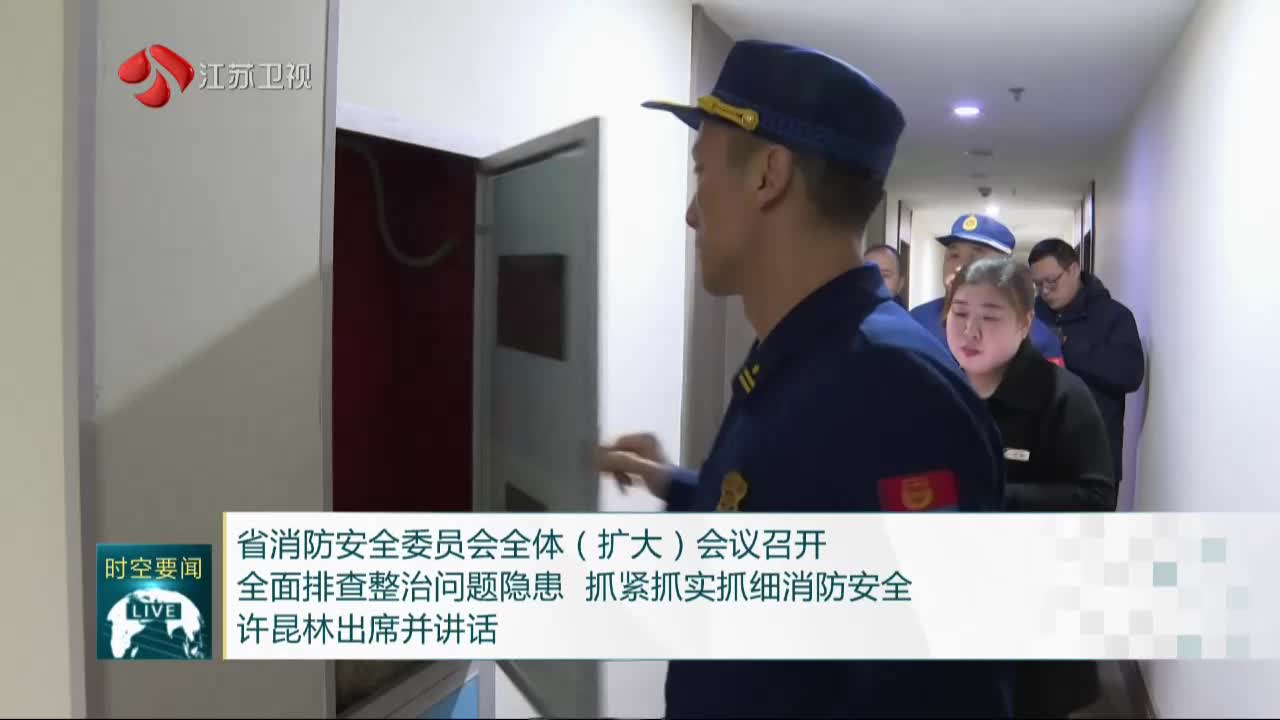 江苏卫视
省消防安全委员会全体（扩大）会议召开
时空要闻
全面排查整治问题隐患 抓紧抓实抓细消防安全
LIVE
许昆林出席并讲话